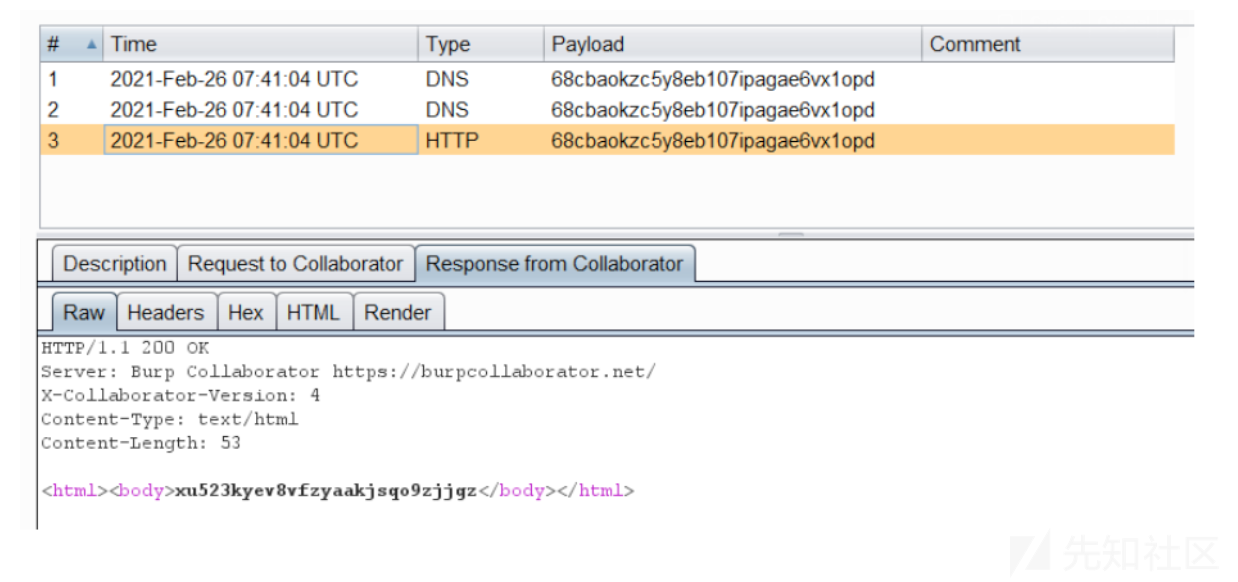 # Time Type Payload Comment
1 2021-Feb-26 07:41:04 UTC DNS 68cbaokzc5y8eb107ipagae6vx1opd
2 2021-Feb-26 07:41:04 UTC DNS 68cbaokzc5y8eb107ipagae6vx1opd
3 2021-Feb-26 07:41:04 UTC HTTP 68cbaokzc5y8eb107ipagae6vx1opd
Description Request to Collaborator Response from Collaborator
Raw Headers Hex HTML Render
HTTP/1.1 200 OK
Server: Burp Collaborator https://burpcollaborator.net/
X-Collaborator-Version: 4
Content-Type: text/html
Content-Length: 53
<html><body>xu523kyev8vfzyaakjsqo9zjjgz</body></html>
先知社区